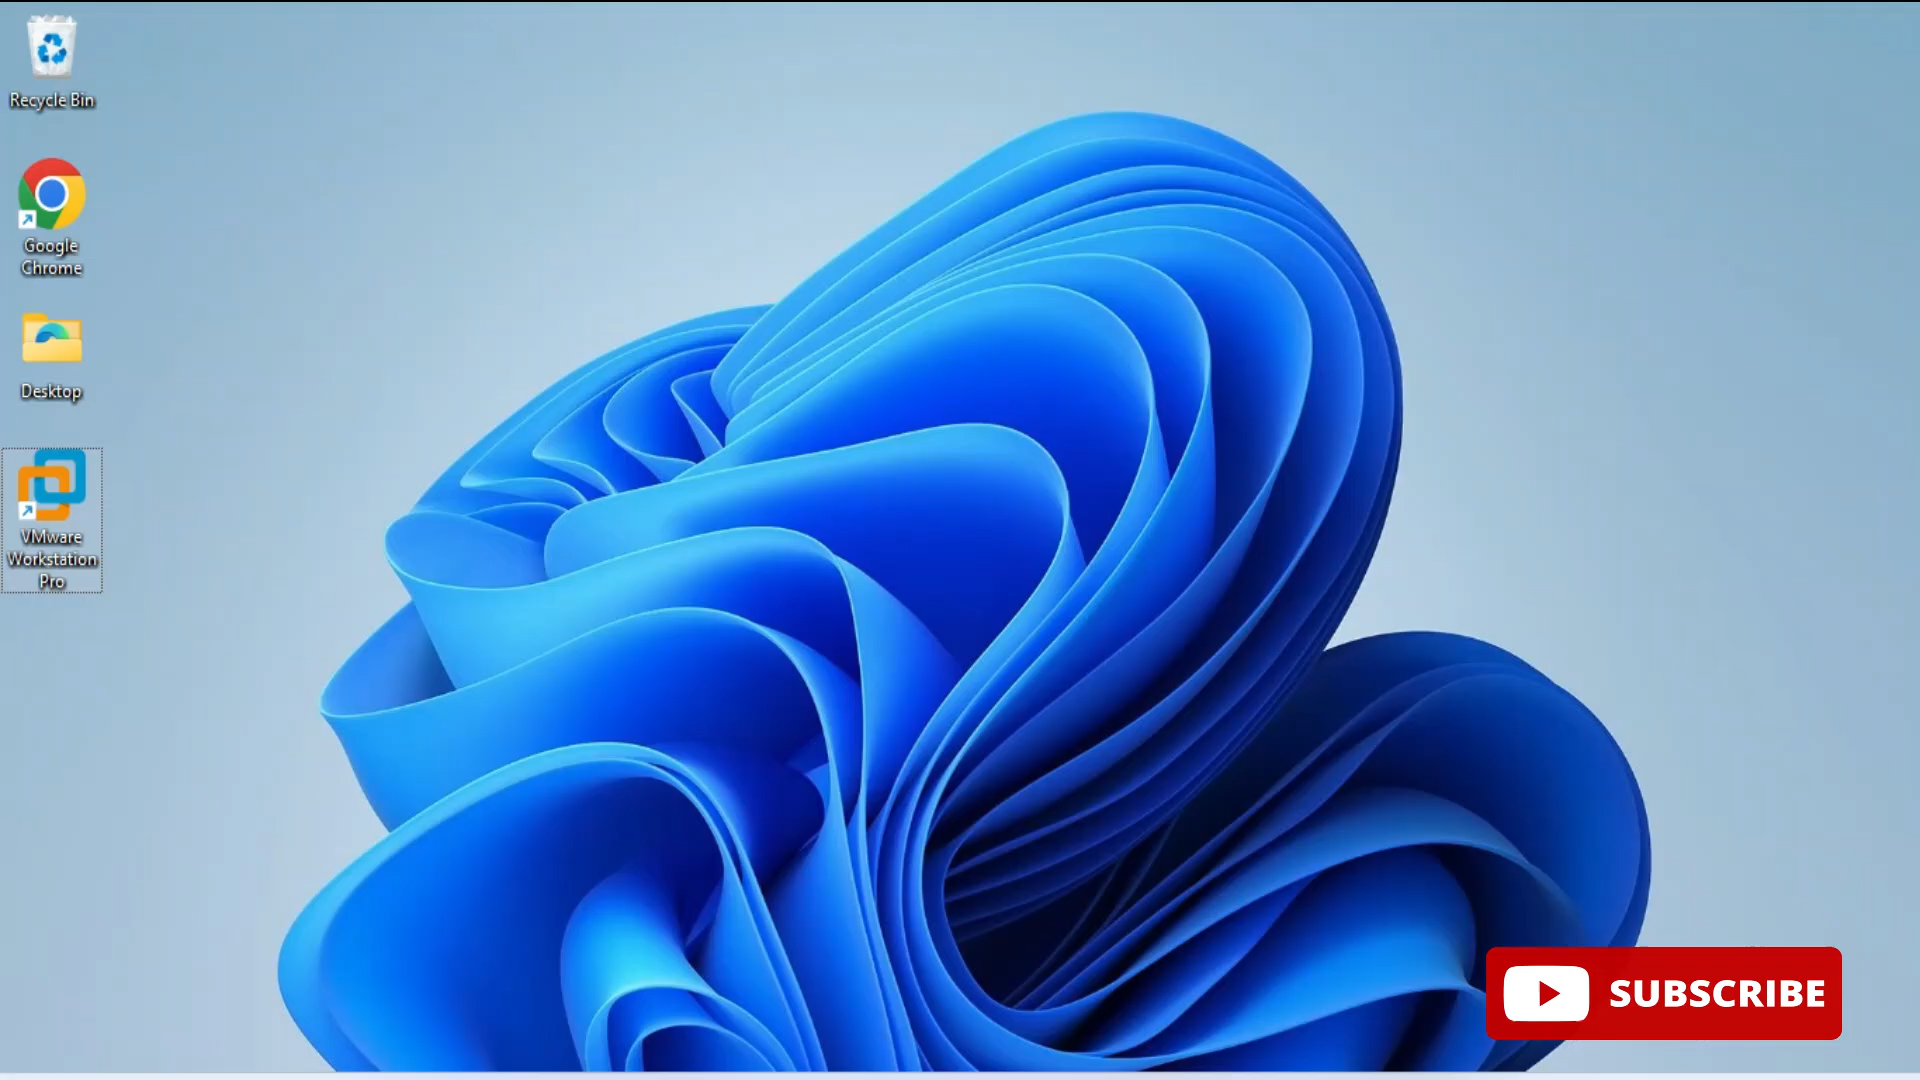 Recycle Bin
Google
Chrome
Desktop
VMware
Workstation
Pro
SUBSCRIBE